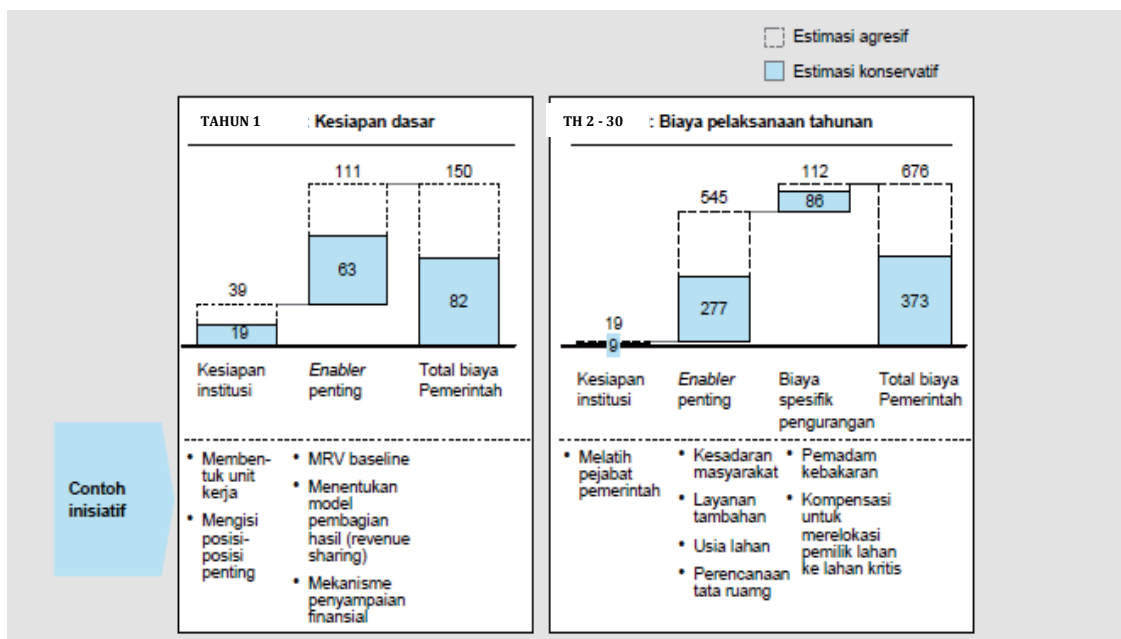 Estimasi agresif
Estimasi konservatif
TAHUN 1 : Kesiapan dasar
111
150
39
63
82
19
Kesiapan
institusi
Enabler
penting
Total biaya
Pemerintah
TH 2 - 30 : Biaya pelaksanaan tahunan
112
676
545
86
277
373
19
9
Kesiapan
institusi
Enabler
penting
Biaya
spesifik
pengurangan
Total biaya
Pemerintah
Contoh
inisiatif
• Memben-
tuk unit
kerja
• Mengisi
posisi-
posisi
penting
• MRV baseline
• Menentukan
model
pembagian
hasil (revenue
sharing)
• Mekanisme
penyampaian
finansial
• Melatih
pejabat
pemerintah
• Kesadaran
masyarakat
• Layanan
tambahan
• Usia lahan
• Perencanaan
tata ruamg
• Pemadam
kebakaran
• Kompensasi
untuk
merelokasi
pemilik lahan
ke lahan kritis